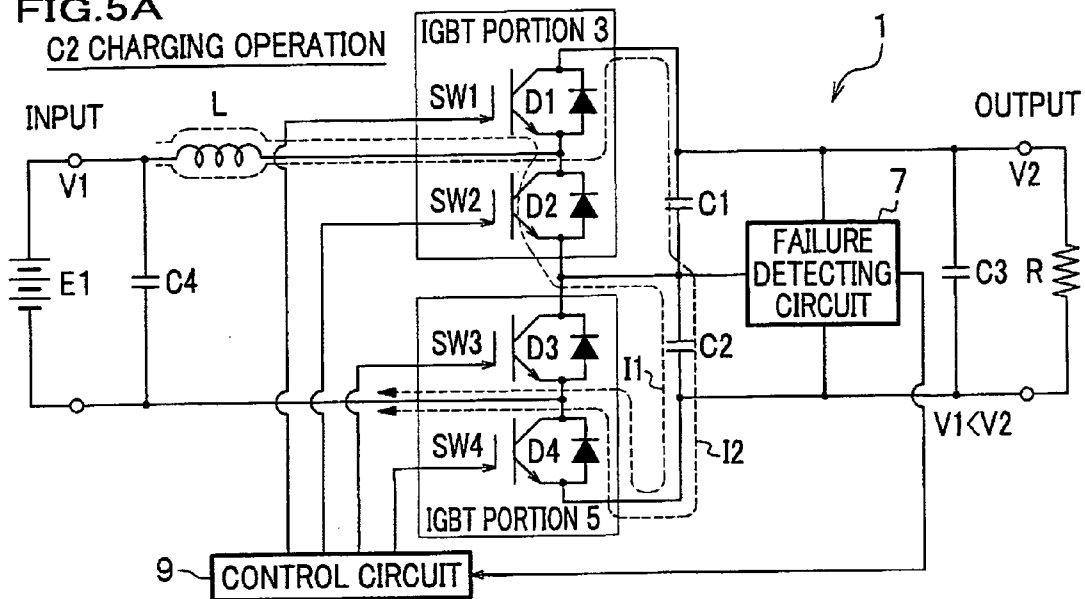 FIG.5A
C2 CHARGING OPERATION
IGBT PORTION 3
1
INPUT
L
SW1
D1
OUTPUT
V1
V2
SW2
D2
C1
7
FAILURE
DETECTING
CIRCUIT
E1
C4
C3
R
SW3
D3
C2
I1
V1<V2
SW4
D4
I2
IGBT PORTION 5
9
CONTROL CIRCUIT